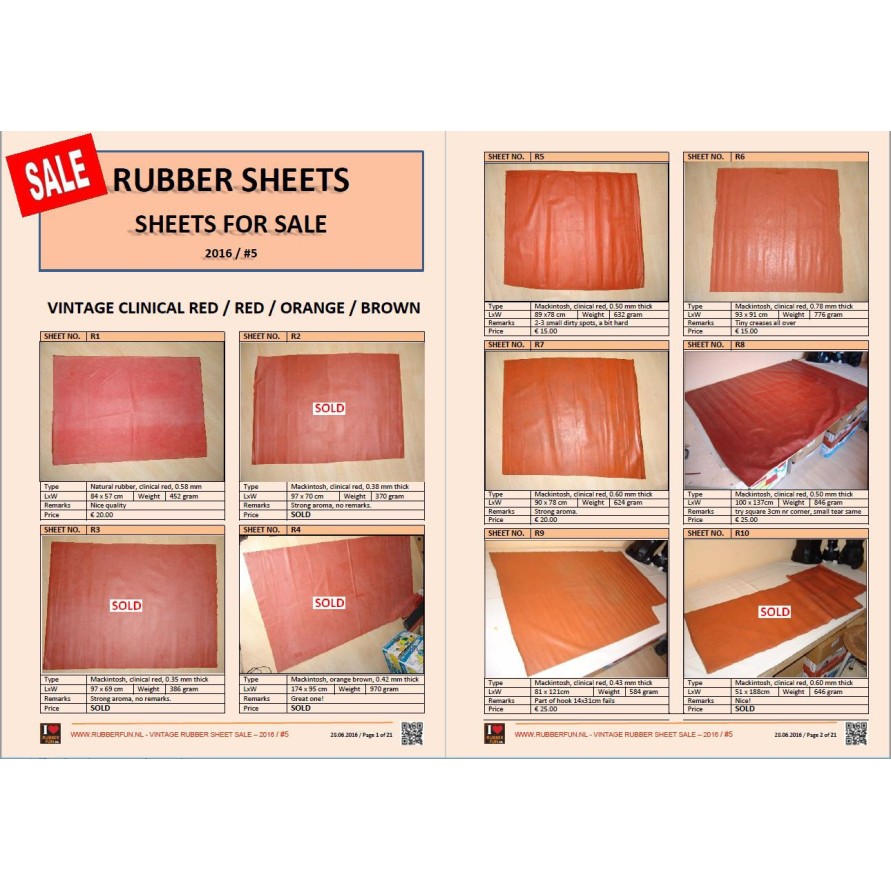 SALE
RUBBER SHEETS
SHEETS FOR SALE
2016 / #5
VINTAGE CLINICAL RED / RED / ORANGE / BROWN
SHEET NO. R1
Type Natural rubber, clinical red, 0.58 mm
LxW 84 x 57 cm Weight 452 gram
Remarks Nice quality
Price € 20.00
SHEET NO. R2
SOLD
Type Mackintosh, clinical red, 0.38 mm thick
LxW 97 x 70 cm Weight 370 gram
Remarks Strong aroma, no remarks.
Price SOLD
SHEET NO. R3
SOLD
Type Mackintosh, clinical red, 0.35 mm thick
LxW 97 x 69 cm Weight 386 gram
Remarks Strong aroma, no remarks.
Price SOLD
SHEET NO. R4
SOLD
Type Mackintosh, orange brown, 0.42 mm thick
LxW 174 x 95 cm Weight 970 gram
Remarks Great one!
Price SOLD
I
RUBBER
FUN
WWW.RUBBERFUN.NL - VINTAGE RUBBER SHEET SALE – 2016 / #5
28.06.2016 / Page 1 of 21
SHEET NO. R5
Type Mackintosh, clinical red, 0.50 mm thick
LxW 89 x78 cm Weight 632 gram
Remarks 2-3 small dirty spots, a bit hard
Price € 15.00
SHEET NO. R6
Type Mackintosh, clinical red, 0.78 mm thick
LxW 93 x 91 cm Weight 776 gram
Remarks Tiny creases all over
Price € 15.00
SHEET NO. R7
Type Mackintosh, clinical red, 0.60 mm thick
LxW 90 x 78 cm Weight 624 gram
Remarks Strong aroma.
Price € 20.00
SHEET NO. R8
Type Mackintosh, clinical red, 0.50 mm thick
LxW 100 x 137cm Weight 846 gram
Remarks try square 3cm nr corner, small tear same
Price € 25.00
SHEET NO. R9
Type Mackintosh, clinical red, 0.43 mm thick
LxW 81 x 121cm Weight 584 gram
Remarks Part of hook 14x31cm fails
Price € 25.00
SHEET NO. R10
SOLD
Type Mackintosh, clinical red, 0.60 mm thick
LxW 51 x 188cm Weight 646 gram
Remarks Nice!
Price SOLD
I
RUBBER
FUN
WWW.RUBBERFUN.NL - VINTAGE RUBBER SHEET SALE – 2016 / #5
28.06.2016 / Page 2 of 21